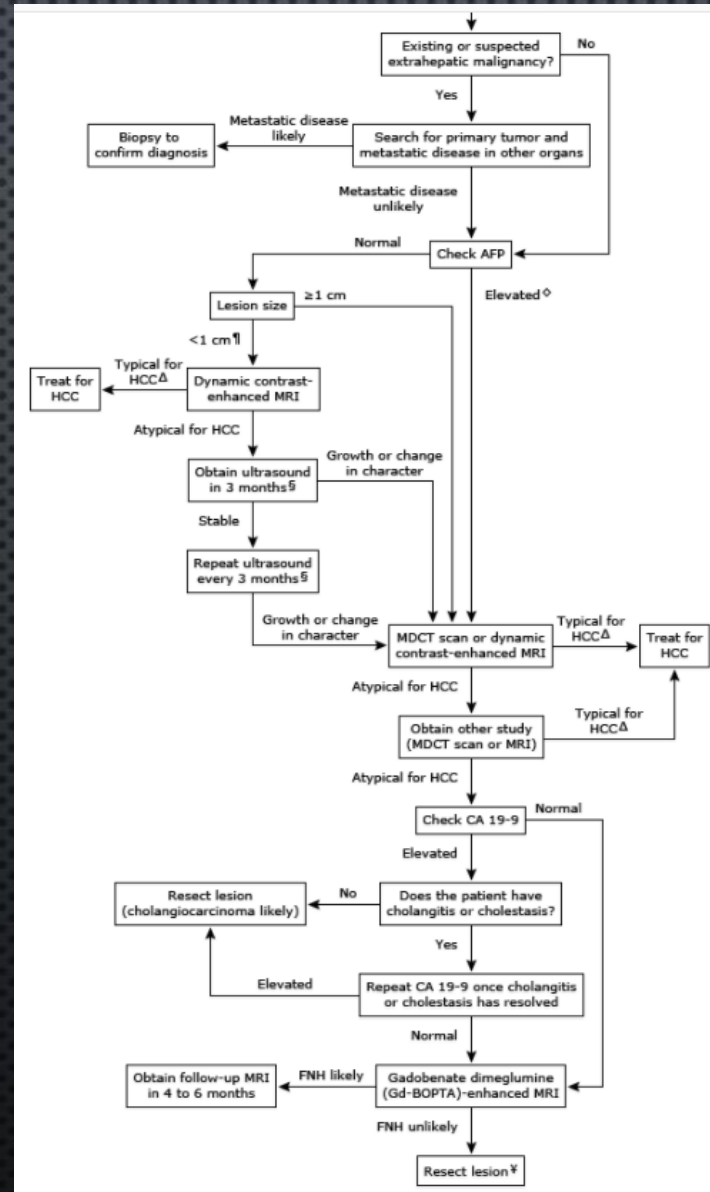 Existing or suspected
extrahepatic malignancy?
No
Yes
Metastatic disease
likely
Biopsy to
confirm diagnosis
Search for primary tumor and
metastatic disease in other organs
Metastatic disease
unlikely
Normal
Check AFP
Elevated◇
Lesion size
≥1 cm
<1 cm¶
Typical for
HCCΔ
Treat for
HCC
Dynamic contrast-
enhanced MRI
Atypical for HCC
Growth or change
in character
Obtain ultrasound
in 3 months§
Stable
Repeat ultrasound
every 3 months§
Growth or change
in character
MDCT scan or dynamic
contrast-enhanced MRI
Typical for
HCCΔ
Treat for
HCC
Atypical for HCC
Obtain other study
(MDCT scan or MRI)
Typical for
HCCΔ
Atypical for HCC
Check CA 19-9
Normal
Elevated
Resect lesion
(cholangiocarcinoma likely)
No
Does the patient have
cholangitis or cholestasis?
Yes
Elevated
Repeat CA 19-9 once cholangitis
or cholestasis has resolved
Normal
Obtain follow-up MRI
in 4 to 6 months
FNH likely
Gadobenate dimeglumine
(Gd-BOPTA)-enhanced MRI
FNH unlikely
Resect lesion¥